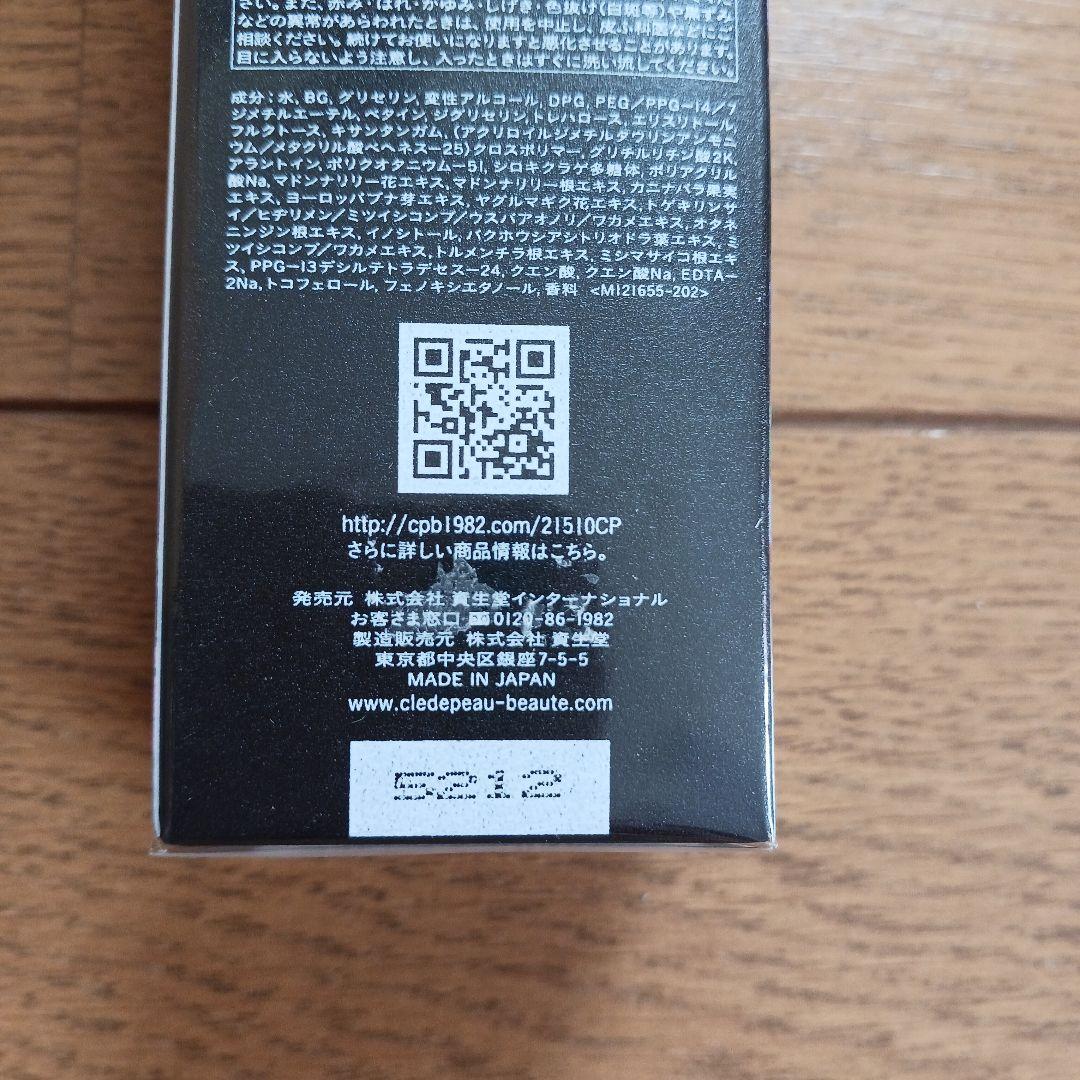 さい。また、赤み・はれ・かゆみ・しげき、色抜け(白斑等)や黒ずみ
などの異常があらわれたときは、使用を中止し、皮ふ科医などにご
相談ください。続けてお使いになりますと悪化させることがあります。
目に入らないよう注意し、入ったときはすぐに洗い流してください。
成分:水, BG, グリセリン, 変性アルコール, DPG, PEG/PPG-14/7
ジメチルエーテル, ベタイン, ジグリセリン, トレハロース, エリスリトール,
フルクトース, キサンタンガム, (アクリロイルジメチルタウリンアンモニ
ウム/メタクリル酸ベヘネス-25)クロスポリマー, グリチルリチン酸2K,
アラントイン, ポリクオタニウム-51, シロキクラゲ多糖体, ポリアクリル
酸Na, マドンナリリー花エキス, マドンナリリー根エキス, カニナバラ果実
エキス, ヨーロッパブナ芽エキス, ヤグルマギク花エキス, トゲキリンサ
イ/ヒヂリメン/ミツイシコンブ/ウスバアオノリ/ワカメエキス, オタネ
ニンジン根エキス, イノシトール, バクホウシアシトリオドラ葉エキス, ミ
ツイシコンブ/ワカメエキス, トルメンチラ根エキス, ミシマサイコ根エキ
ス, PPG-13デシルテトラデセス-24, クエン酸, クエン酸Na, EDTA-
2Na, トコフェロール, フェノキシエタノール, 香料 <M121655-202>
http://cpb1982.com/21510CP
さらに詳しい商品情報はこちら。
発売元 株式会社 資生堂インターナショナル
お客さま窓口 0120-86-1982
製造販売元 株式会社 資生堂
東京都中央区銀座7-5-5
MADE IN JAPAN
www.cledepeau-beaute.com
5212